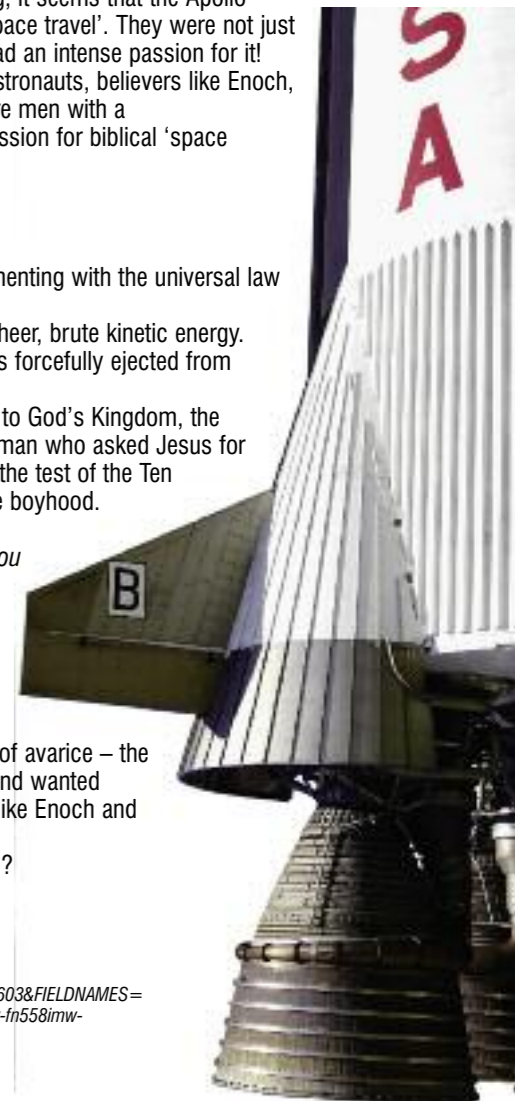 g, it seems that the Apollo
pace travel'. They were not just
ad an intense passion for it!
stronauts, believers like Enoch,
re men with a
ssion for biblical 'space
menting with the universal law
heer, brute kinetic energy.
s forcefully ejected from
to God's Kingdom, the
man who asked Jesus for
the test of the Ten
e boyhood.
ou
of avarice – the
nd wanted
like Enoch and
?
603&FIELDNAMES=
-fn558imw-
S
A
B